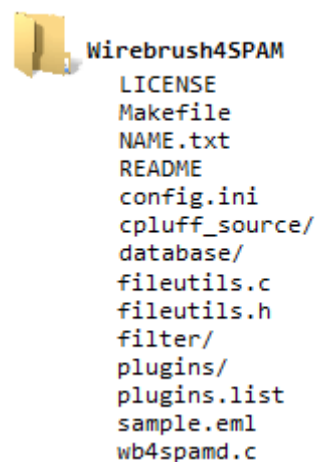 Wirebrush4SPAM
LICENSE
Makefile
NAME.txt
README
config.ini
cpluff_source/
database/
fileutils.c
fileutils.h
filter/
plugins/
plugins.list
sample.eml
wb4spamd.c